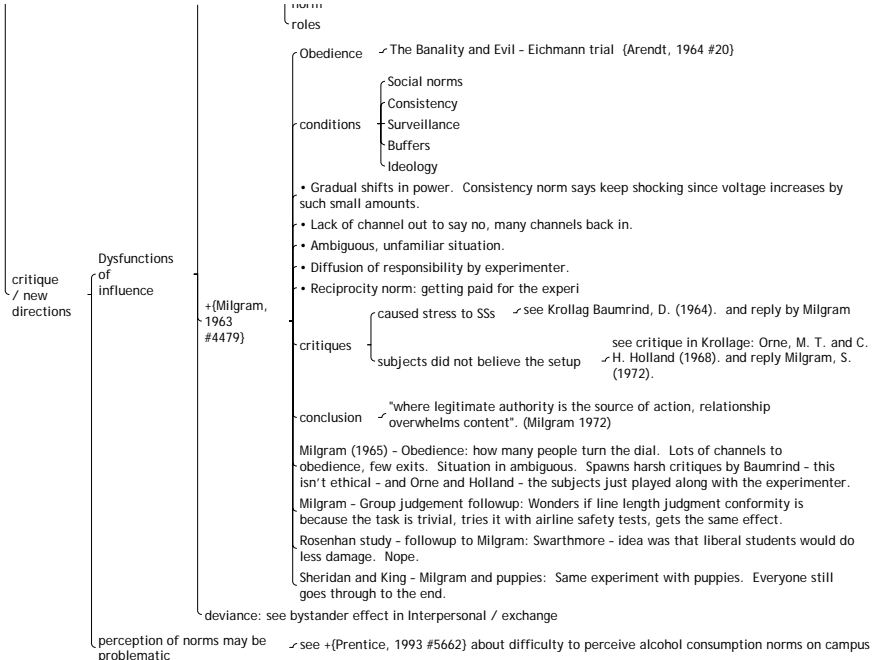 norm
roles
Obedience
The Banality and Evil – Eichmann trial {Arendt, 1964 #20}
conditions
Social norms
Consistency
Surveillance
Buffers
Ideology
• Gradual shifts in power. Consistency norm says keep shocking since voltage increases by
such small amounts.
• Lack of channel out to say no, many channels back in.
• Ambiguous, unfamiliar situation.
• Diffusion of responsibility by experimenter.
• Reciprocity norm: getting paid for the experi
critique
/ new
directions
Dysfunctions
of
influence
+{Milgram,
1963
#4479}
critiques
caused stress to SSs
see Krollag Baumrind, D. (1964). and reply by Milgram
subjects did not believe the setup
see critique in Krollage: Orne, M. T. and C.
H. Holland (1968). and reply Milgram, S.
(1972).
conclusion
"where legitimate authority is the source of action, relationship
overwhelms content". (Milgram 1972)
Milgram (1965) – Obedience: how many people turn the dial. Lots of channels to
obedience, few exits. Situation in ambiguous. Spawns harsh critiques by Baumrind – this
isn't ethical – and Orne and Holland – the subjects just played along with the experimenter.
Milgram – Group judgement followup: Wonders if line length judgment conformity is
because the task is trivial, tries it with airline safety tests, gets the same effect.
Rosenhan study – followup to Milgram: Swarthmore – idea was that liberal students would do
less damage. Nope.
Sheridan and King – Milgram and puppies: Same experiment with puppies. Everyone still
goes through to the end.
deviance: see bystander effect in Interpersonal / exchange
perception of norms may be
problematic
see +{Prentice, 1993 #5662} about difficulty to perceive alcohol consumption norms on campus